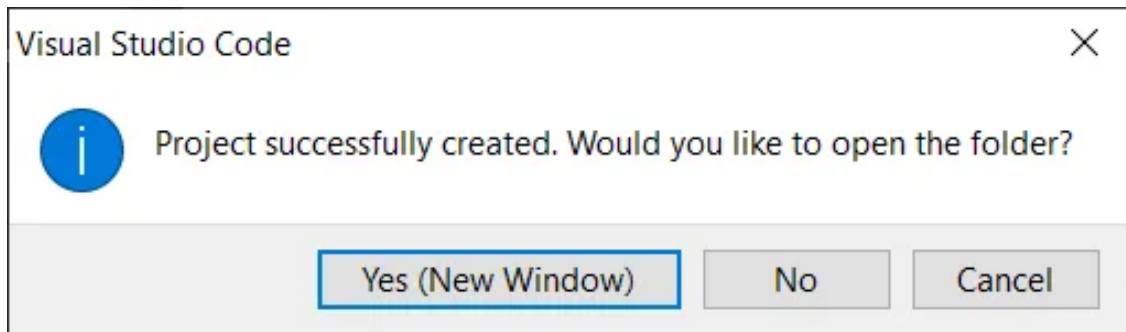 Visual Studio Code
Project successfully created. Would you like to open the folder?
Yes (New Window)
No
Cancel